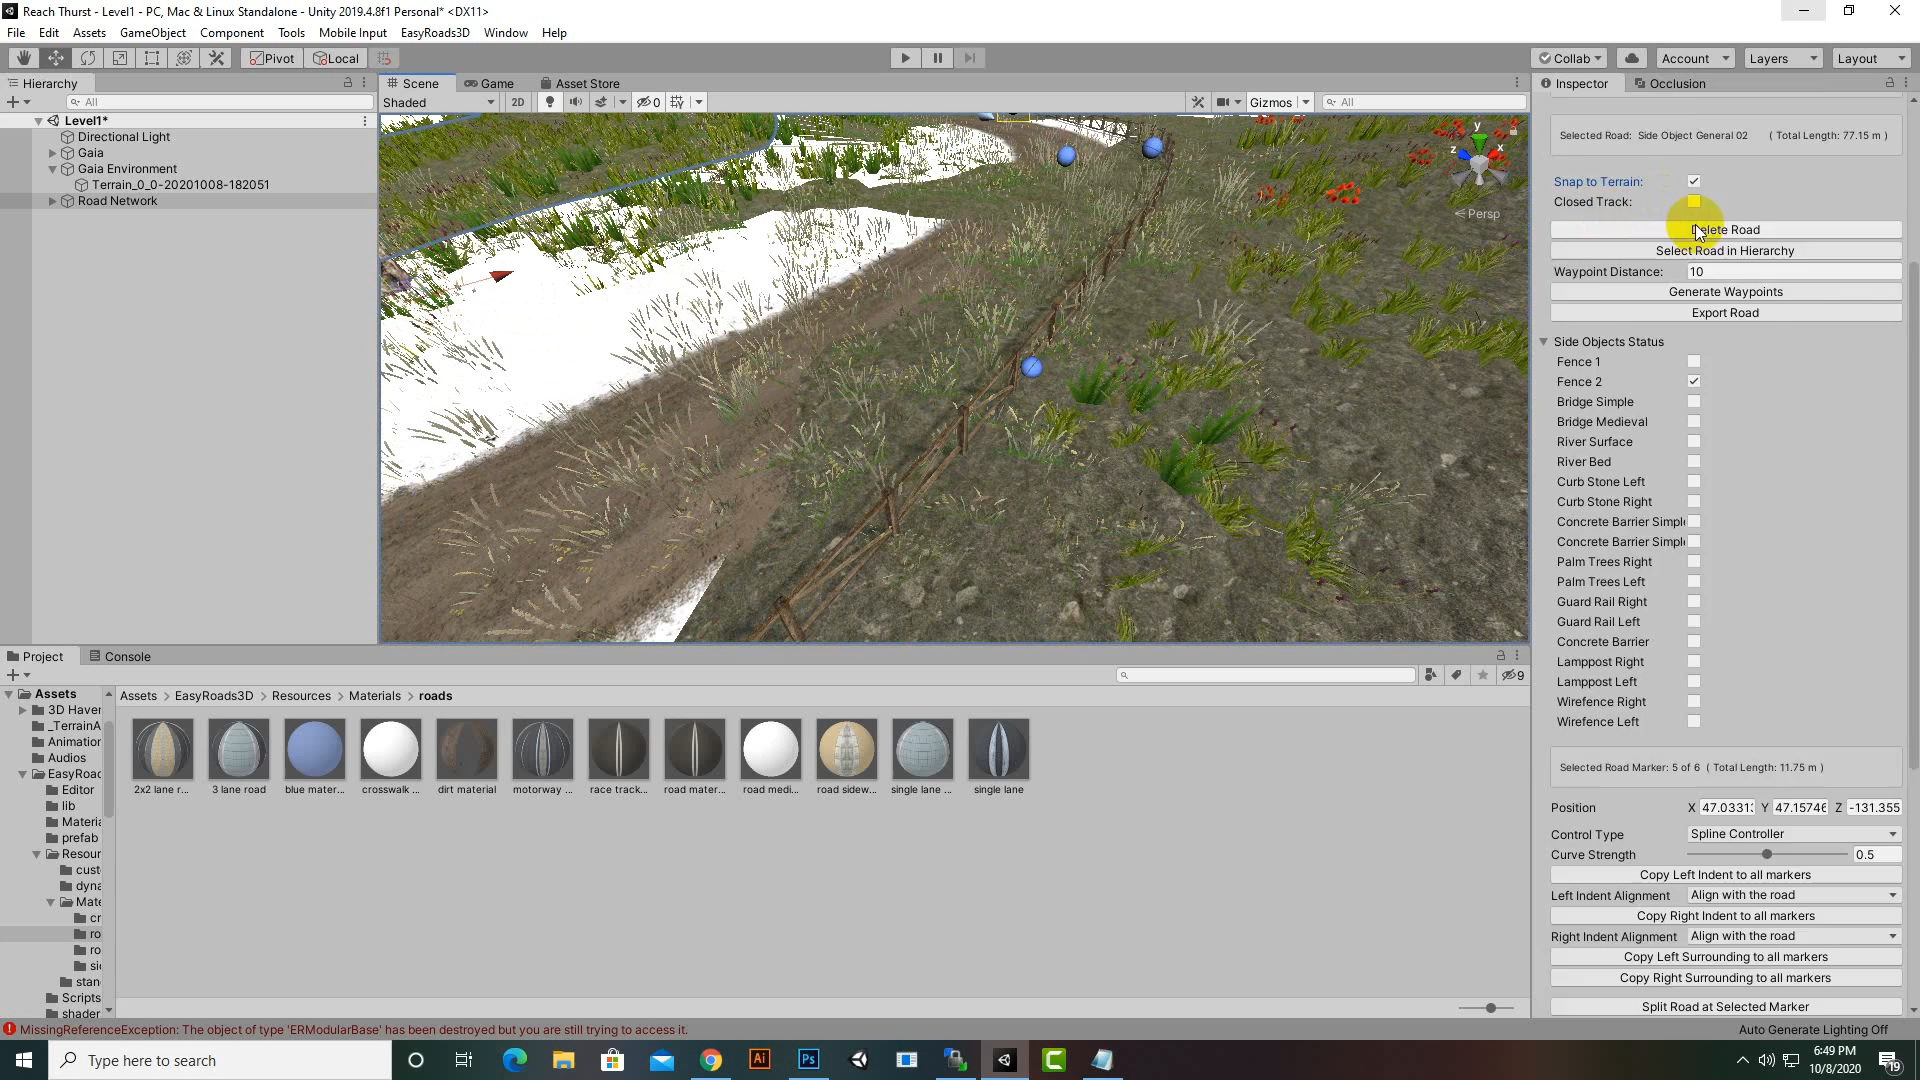 Reach Thurst - Level1 - PC, Mac & Linux Standalone - Unity 2019.4.8f1 Personal* <DX11>
File Edit Assets GameObject Component Tools Mobile Input EasyRoads3D Window Help
Pivot Local Collab Account Layers Layout
Hierarchy Scene Game Asset Store Inspector Occlusion
All Shaded 2D 0 Gizmos All
Level1*
Directional Light
Gaia
Gaia Environment
Terrain_0_0-20201008-182051
Road Network
y
z x
Persp
Selected Road: Side Object General 02 ( Total Length: 77.15 m )
Snap to Terrain:
Closed Track:
Delete Road
Select Road in Hierarchy
Waypoint Distance: 10
Generate Waypoints
Export Road
Side Objects Status
Fence 1
Fence 2
Bridge Simple
Bridge Medieval
River Surface
River Bed
Curb Stone Left
Curb Stone Right
Concrete Barrier Simpl
Concrete Barrier Simpl
Palm Trees Right
Palm Trees Left
Guard Rail Right
Guard Rail Left
Concrete Barrier
Lamppost Right
Lamppost Left
Wirefence Right
Wirefence Left
Selected Road Marker: 5 of 6 ( Total Length: 11.75 m )
Position X 47.0331 Y 47.15746 Z -131.355
Control Type Spline Controller
Curve Strength 0.5
Copy Left Indent to all markers
Left Indent Alignment Align with the road
Copy Right Indent to all markers
Right Indent Alignment Align with the road
Copy Left Surrounding to all markers
Copy Right Surrounding to all markers
Split Road at Selected Marker
Project Console
9
Assets
3D Haver
_TerrainA
Animation
Audios
EasyRoad
Editor
lib
Materia
prefab
Resour
custo
dyna
Mate
cr
ro
ro
sid
stan
Scripts
shader
Assets > EasyRoads3D > Resources > Materials > roads
2x2 lane r... 3 lane road blue mater... crosswalk ... dirt material motorway ... race track... road mater... road medi... road sidew... single lane ... single lane
MissingReferenceException: The object of type 'ERModularBase' has been destroyed but you are still trying to access it.
Auto Generate Lighting Off
Type here to search
Ai Ps
6:49 PM
10/8/2020
19